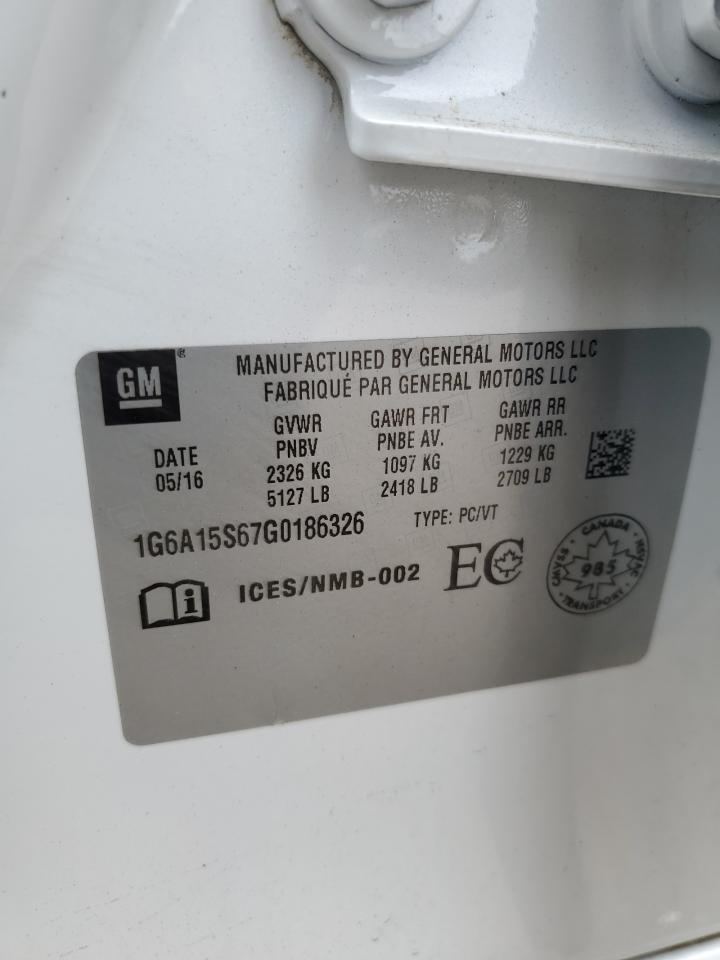 GM®
MANUFACTURED BY GENERAL MOTORS LLC
FABRIQUÉ PAR GENERAL MOTORS LLC
DATE
05/16
GVWR
PNBV
2326 KG
5127 LB
GAWR FRT
PNBE AV.
1097 KG
2418 LB
GAWR RR
PNBE ARR.
1229 KG
2709 LB
1G6A15S67G0186326
TYPE: PC/VT
i
ICES/NMB-002
EC
CANADA
CMVSS
985
NSVAC
TRANSPORT